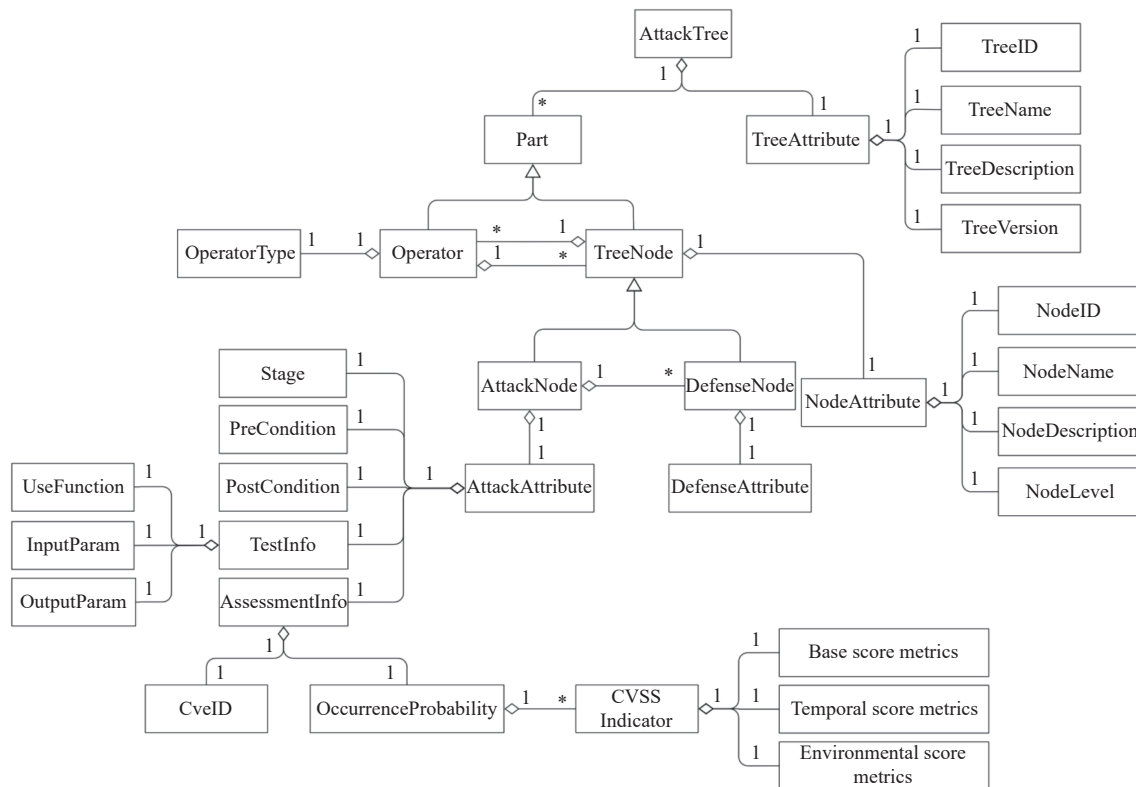 AttackTree
1
*
1
Part
TreeAttribute
1
1
TreeID
1
TreeName
1
TreeDescription
1
TreeVersion
OperatorType
1
1
Operator
*
1
1
*
TreeNode
1
1
NodeAttribute
1
1
NodeID
1
NodeName
1
NodeDescription
1
NodeLevel
AttackNode
1
*
DefenseNode
1
1
1
1
AttackAttribute
DefenseAttribute
1
Stage
1
PreCondition
1
PostCondition
1
TestInfo
1
AssessmentInfo
1
1
UseFunction
1
InputParam
1
OutputParam
1
1
1
1
CveID
OccurrenceProbability
1
*
CVSS
Indicator
1
1
Base score metrics
1
Temporal score metrics
1
Environmental score
metrics